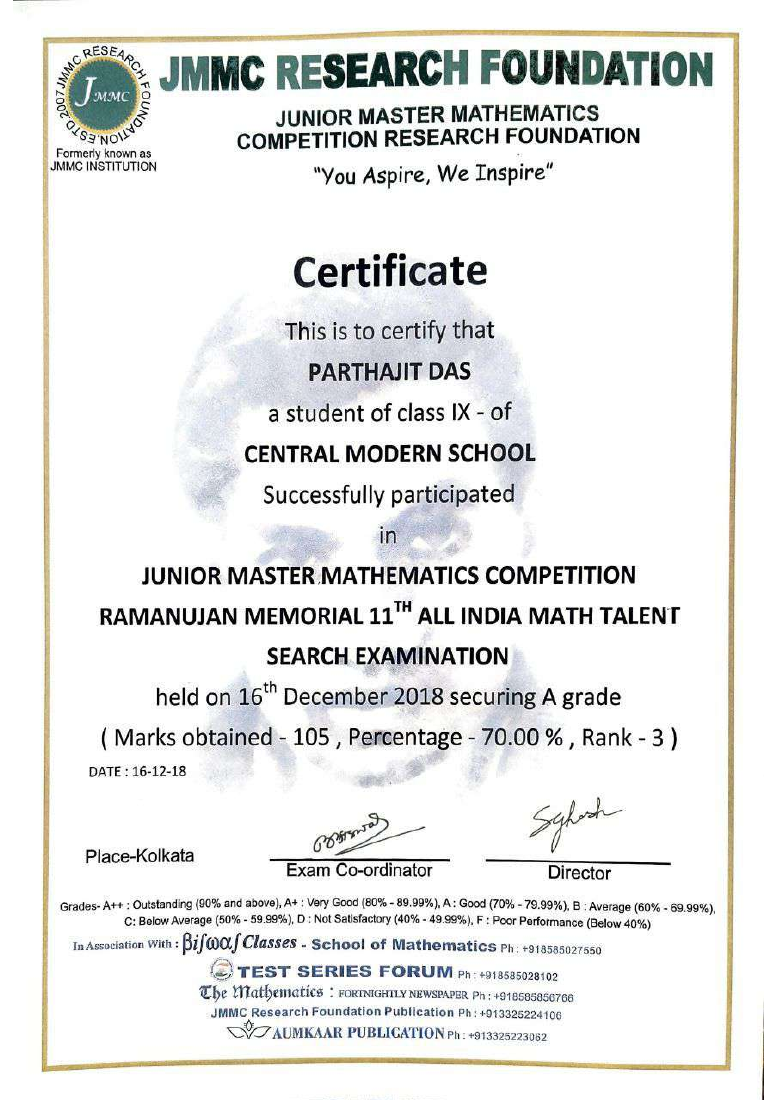 JMMC RESEARCH FOUNDATION
ESTD 2007 JMMC RESEARCH FOUNDATION
JMMC
Formerly known as
JMMC INSTITUTION
JUNIOR MASTER MATHEMATICS
COMPETITION RESEARCH FOUNDATION
"You Aspire, We Inspire"
Certificate
This is to certify that
PARTHAJIT DAS
a student of class IX - of
CENTRAL MODERN SCHOOL
Successfully participated
in
JUNIOR MASTER MATHEMATICS COMPETITION
RAMANUJAN MEMORIAL 11TH ALL INDIA MATH TALENT
SEARCH EXAMINATION
held on 16th December 2018 securing A grade
( Marks obtained - 105 , Percentage - 70.00 % , Rank - 3 )
DATE : 16-12-18
Place-Kolkata
Exam Co-ordinator
Director
Grades- A++ : Outstanding (90% and above), A+ : Very Good (80% - 89.99%), A : Good (70% - 79.99%), B : Average (60% - 69.99%),
C: Below Average (50% - 59.99%), D : Not Satisfactory (40% - 49.99%), F : Poor Performance (Below 40%)
In Association With : Biswas Classes - School of Mathematics Ph : +918585027550
TEST SERIES FORUM Ph : +918585028102
The Mathematics : FORTNIGHTLY NEWSPAPER Ph : +918585856766
JMMC Research Foundation Publication Ph : +913325224106
AUMKAAR PUBLICATION Ph : +913325223062